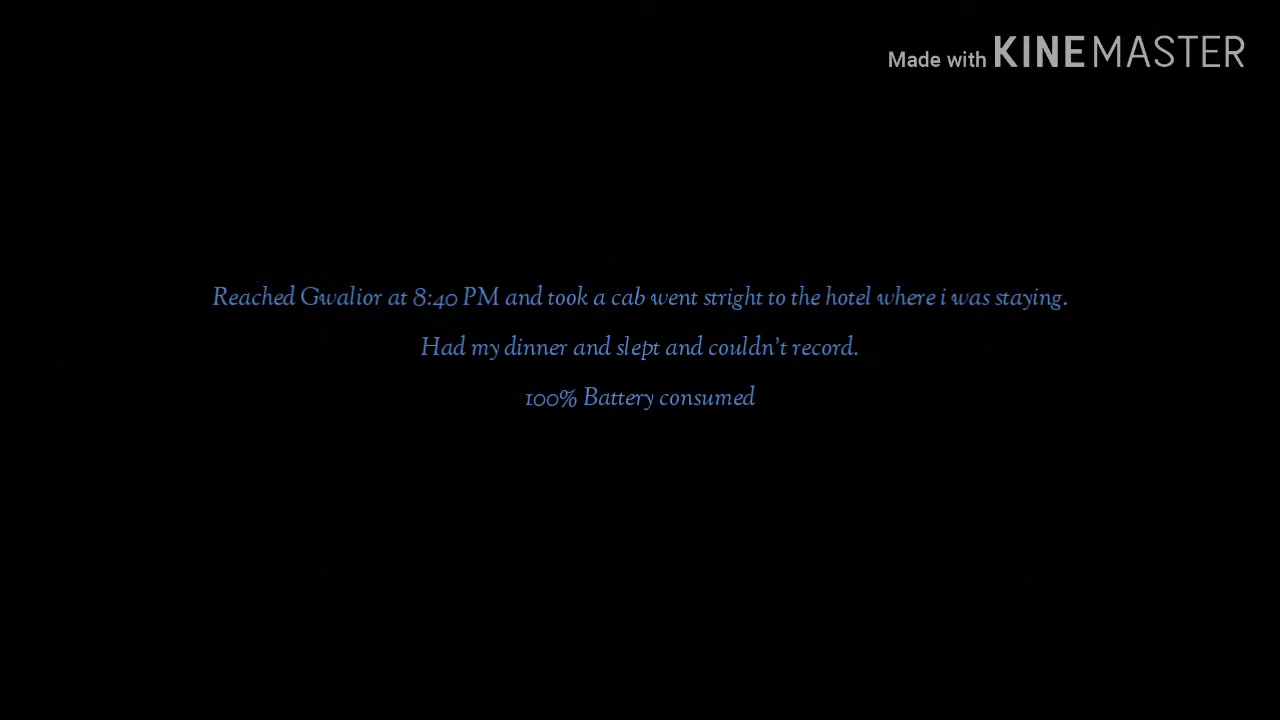 Made with KINEMASTER
Reached Gwalior at 8:40 PM and took a cab went stright to the hotel where i was staying.
Had my dinner and slept and couldn't record.
100% Battery consumed